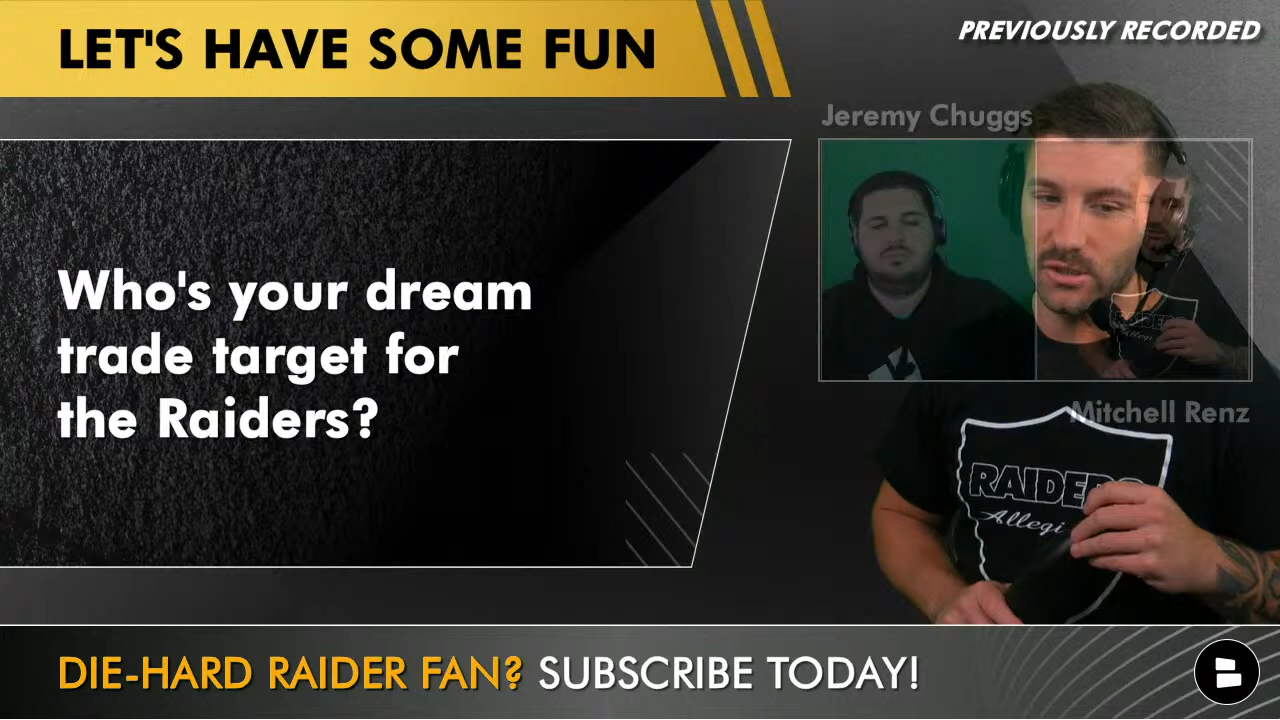 LET'S HAVE SOME FUN
PREVIOUSLY RECORDED
Jeremy Chuggs
Who's your dream
trade target for
the Raiders?
Mitchell Renz
RAIDERS
Allegi
DIE-HARD RAIDER FAN? SUBSCRIBE TODAY!